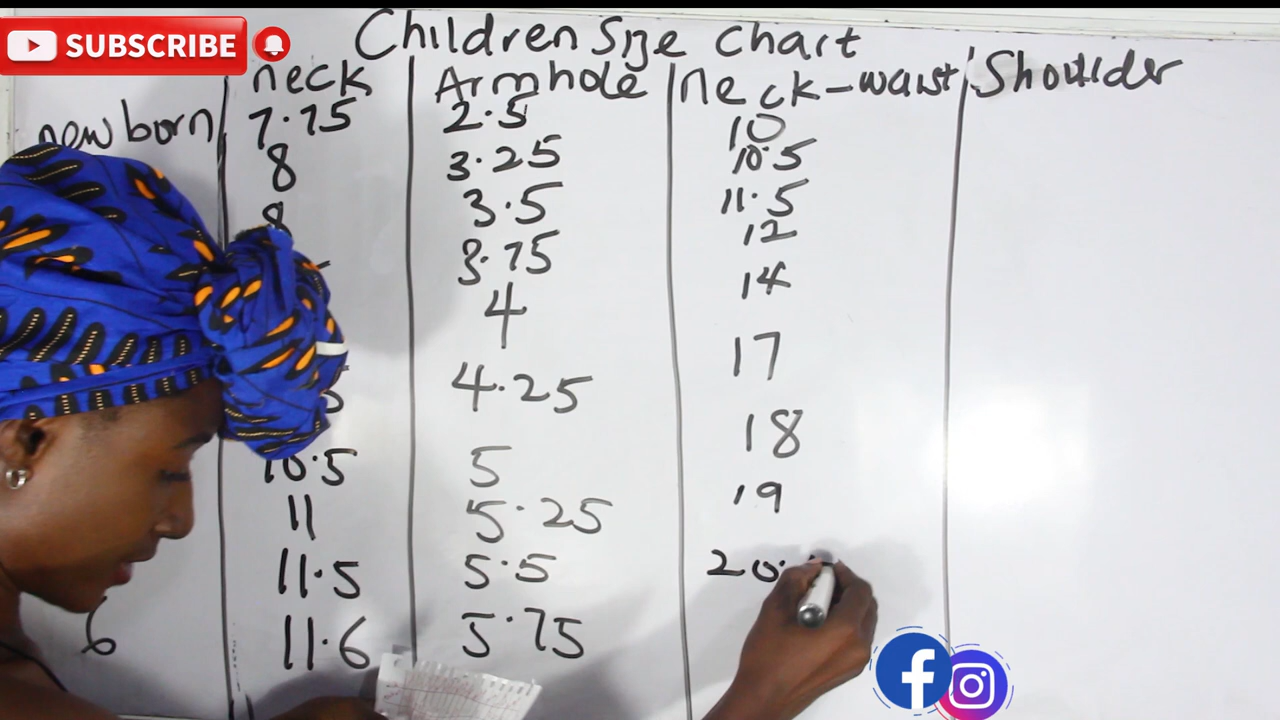 SUBSCRIBE
Children Size Chart
neck Armhole neck-waist Shoulder
newborn 7.75 2.5 10
8 3.25 10.5
8 3.5 11.5
3.75 12
4 14
4.25 17
10.5 5 18
11 5.25 19
11.5 5.5 20.
6 11.6 5.75